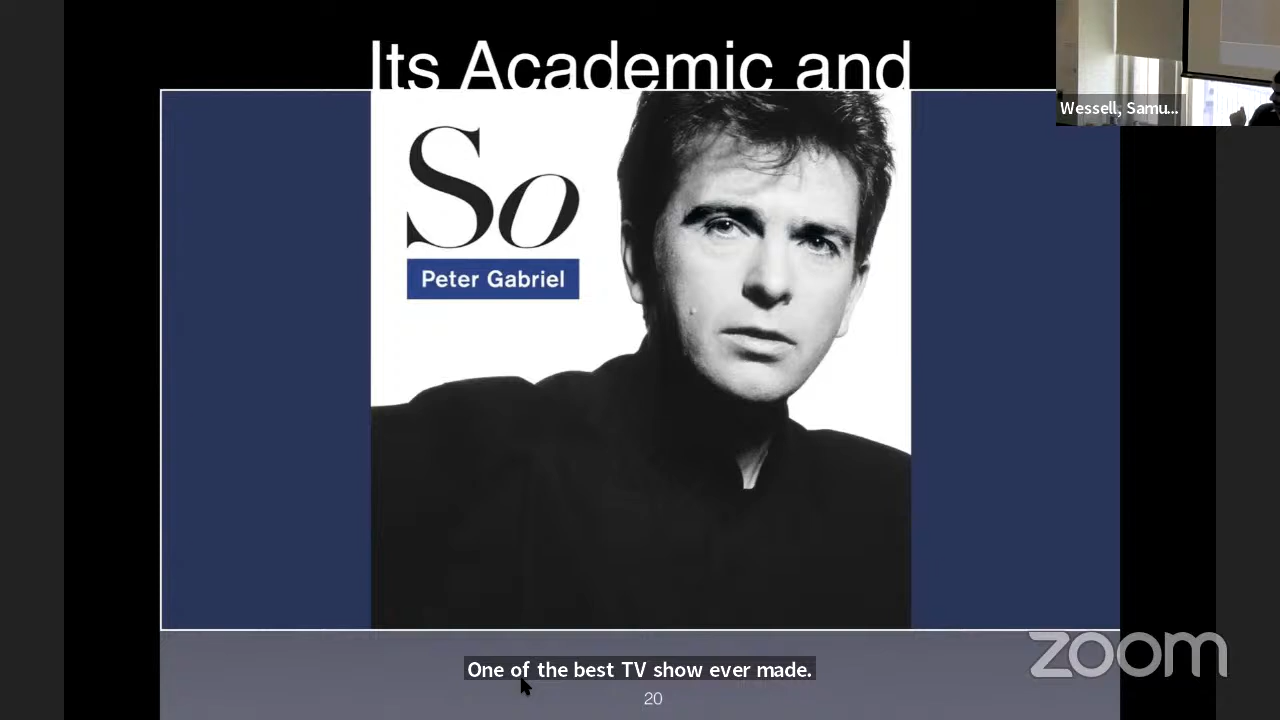 Its Academic and
Wessell, Samu...
So
Peter Gabriel
zoom
One of the best TV show ever made.
20